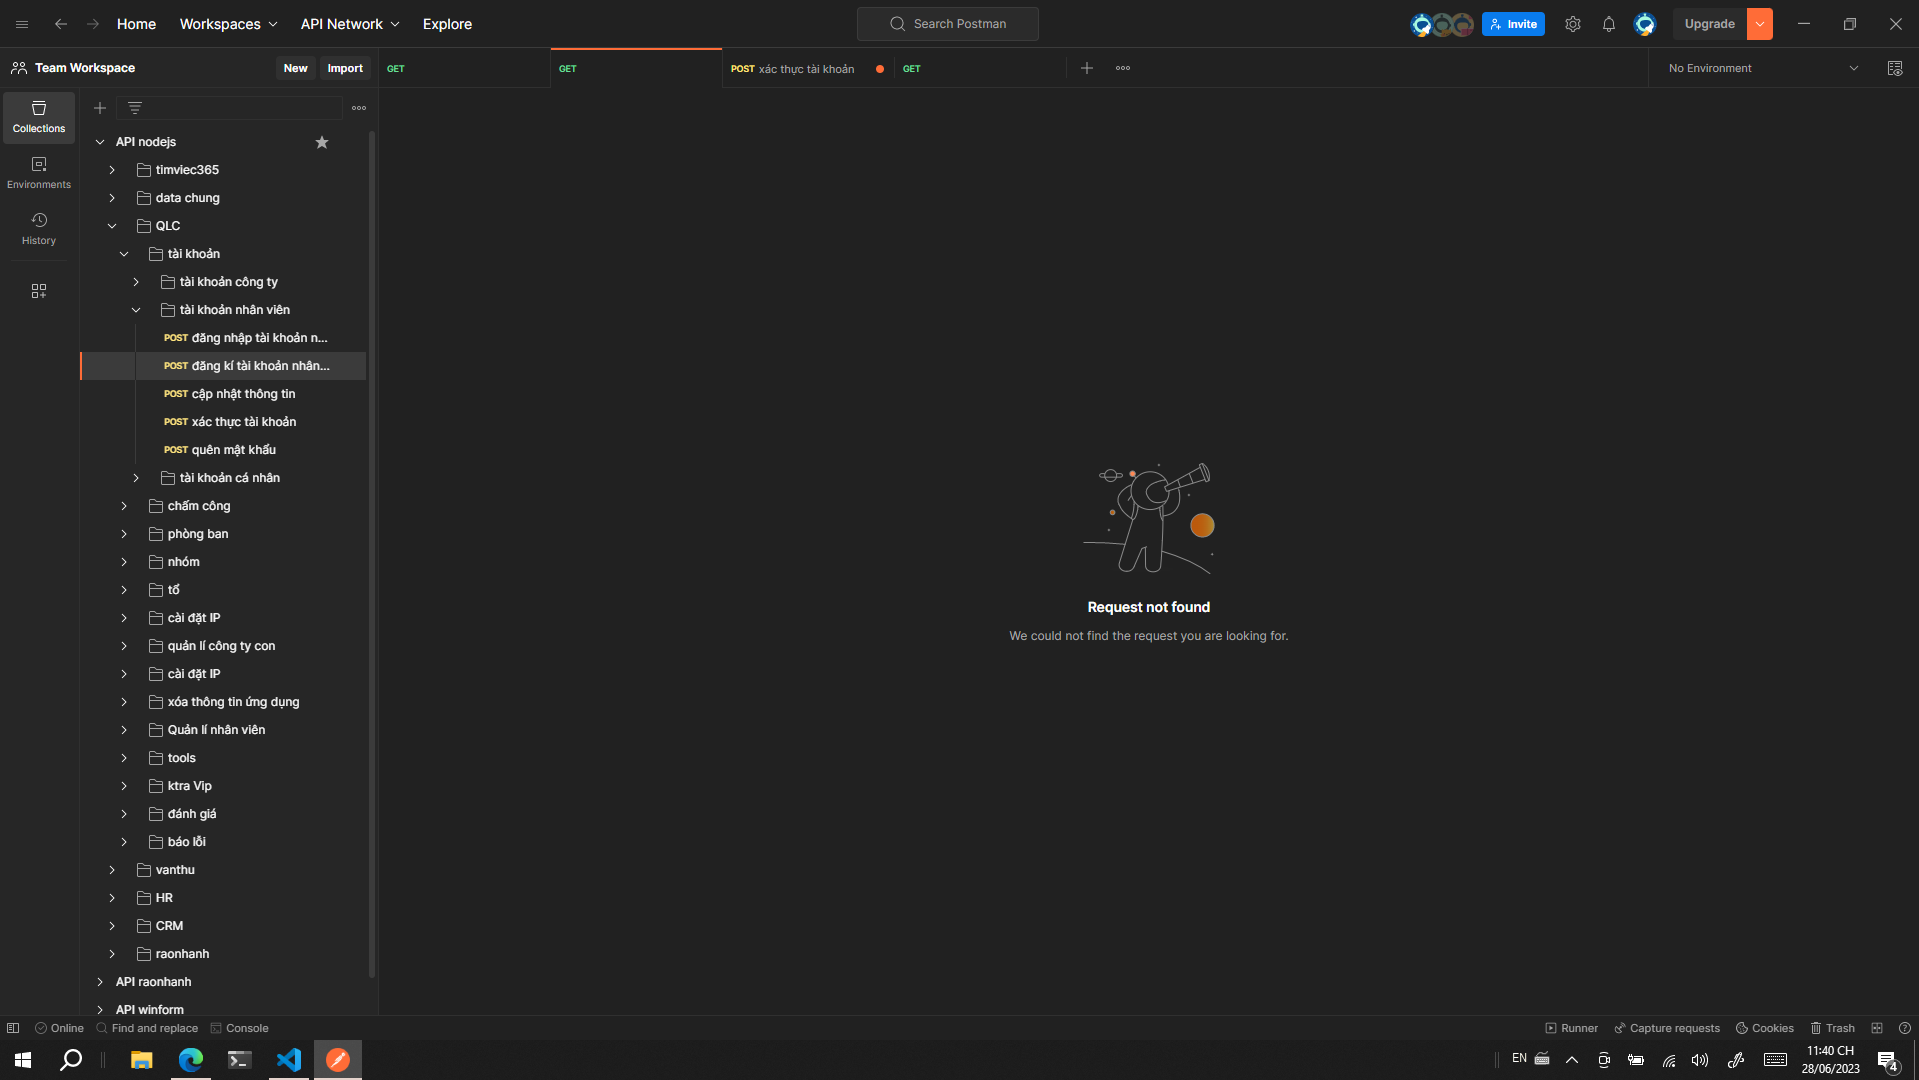 Home Workspaces API Network Explore Search Postman Invite Upgrade
Team Workspace New Import GET GET POST xác thực tài khoản GET No Environment
Collections
Environments
History
API nodejs
timviec365
data chung
QLC
tài khoản
tài khoản công ty
tài khoản nhân viên
POST đăng nhập tài khoản n...
POST đăng kí tài khoản nhân...
POST cập nhật thông tin
POST xác thực tài khoản
POST quên mật khẩu
tài khoản cá nhân
chấm công
phòng ban
nhóm
tổ
cài đặt IP
quản lí công ty con
cài đặt IP
xóa thông tin ứng dụng
Quản lí nhân viên
tools
ktra Vip
đánh giá
báo lỗi
vanthu
HR
CRM
raonhanh
API raonhanh
API winform
Request not found
We could not find the request you are looking for.
Online Find and replace Console Runner Capture requests Cookies Trash
EN 11:40 CH
28/06/2023 4